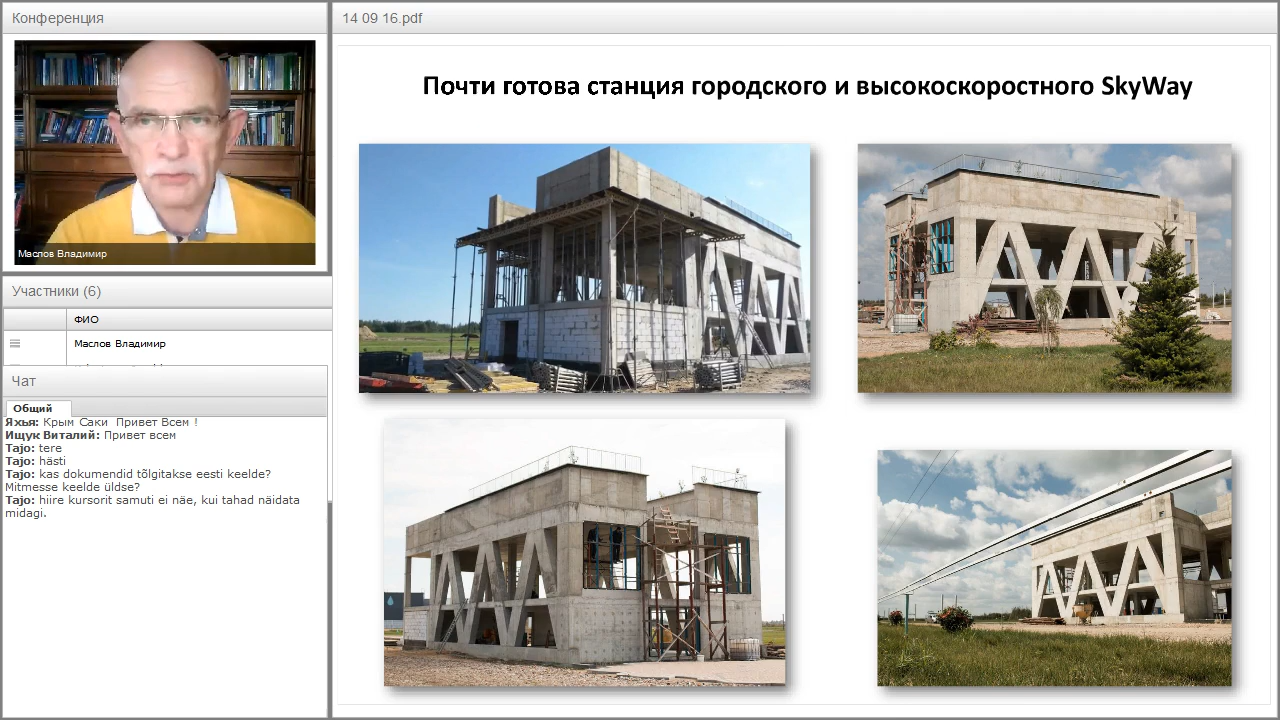 Конференция
14 09 16.pdf
Маслов Владимир
Почти готова станция городского и высокоскоростного SkyWay
Участники (6)
ФИО
Маслов Владимир
Чат
Общий
Яхья: Крым Саки Привет Всем !
Ищук Виталий: Привет всем
Tajo: tere
Tajo: hästi
Tajo: kas dokumendid tõlgitakse eesti keelde?
Mitmesse keelde üldse?
Tajo: hiire kursorit samuti ei näe, kui tahad näidata
midagi.